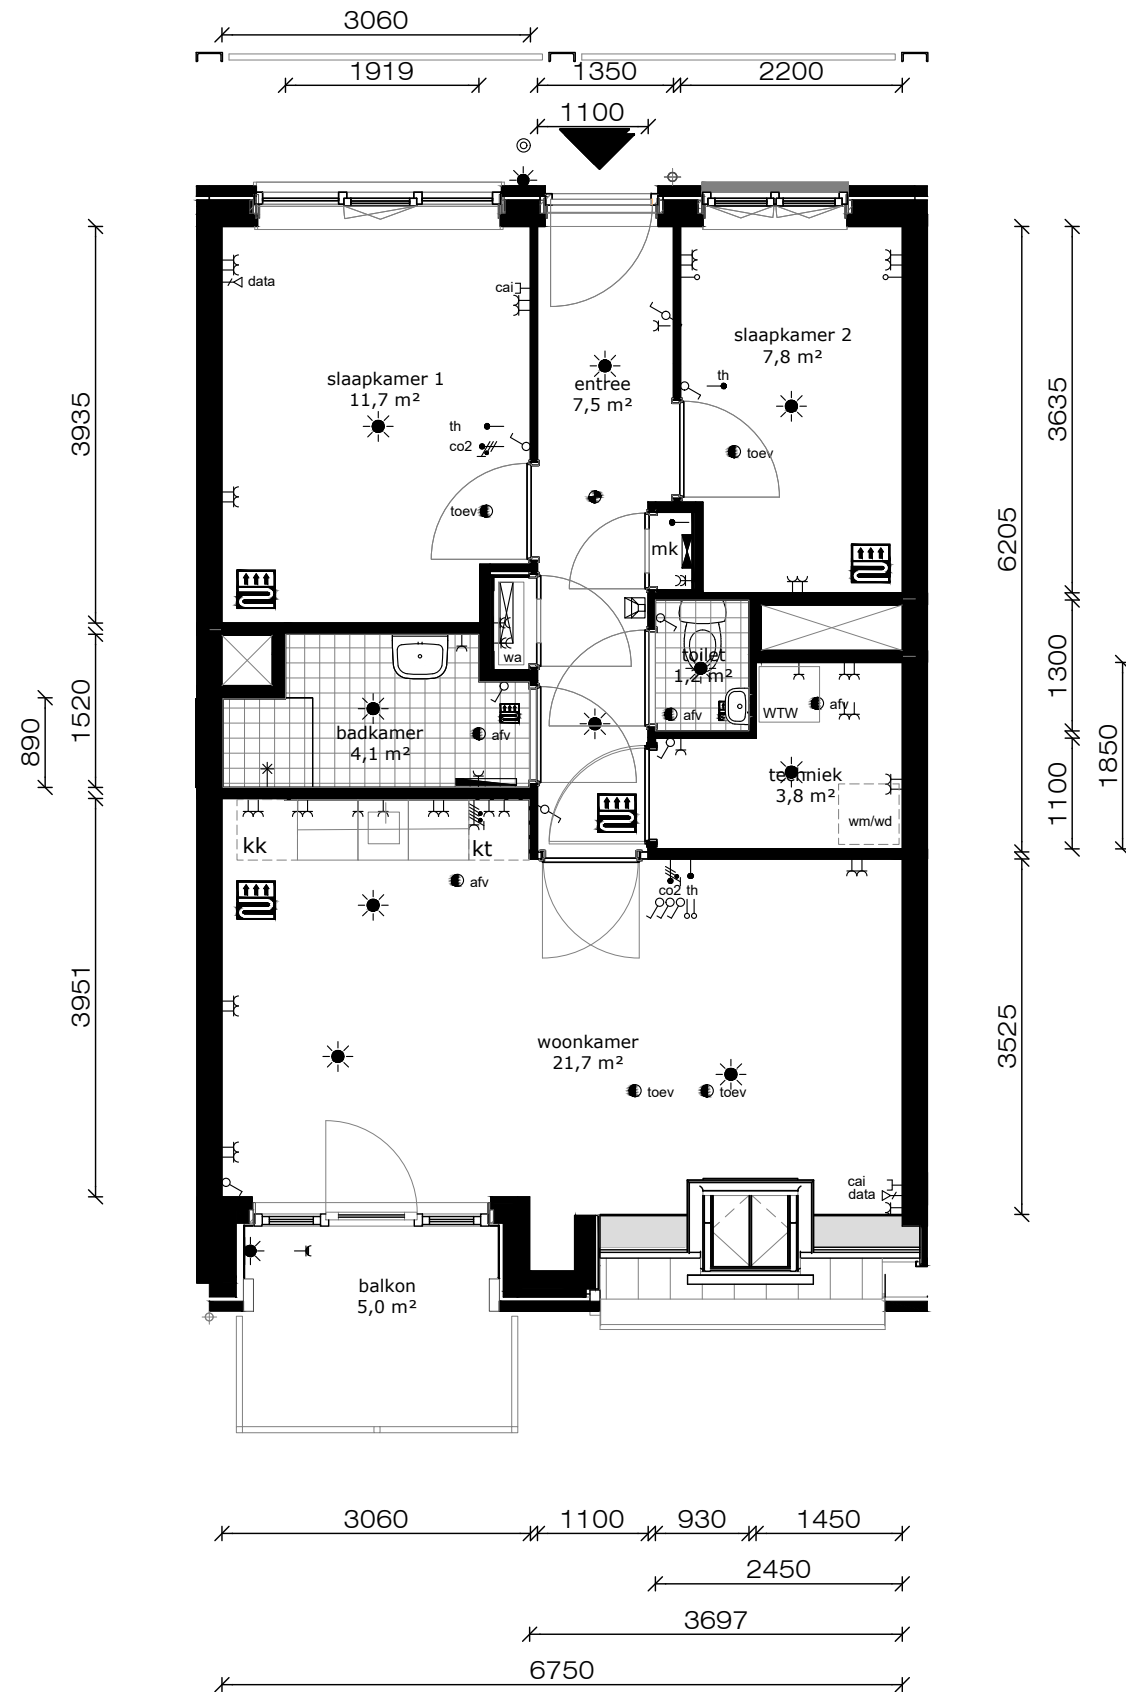 3060
1919
1350
2200
1100
data
cai
slaapkamer 1
11,7 m²
th
co2
toev
entree
7,5 m²
slaapkamer 2
7,8 m²
th
toev
mk
wa
toilet
1,2 m²
afv
WTW
afv
badkamer
4,1 m²
afv
techniek
3,8 m²
wm/wd
kk
kt
afv
co2 th
woonkamer
21,7 m²
toev
toev
cai
data
balkon
5,0 m²
3935
1520
890
3951
3635
6205
1300
1100
1850
3525
3060
1100
930
1450
2450
3697
6750